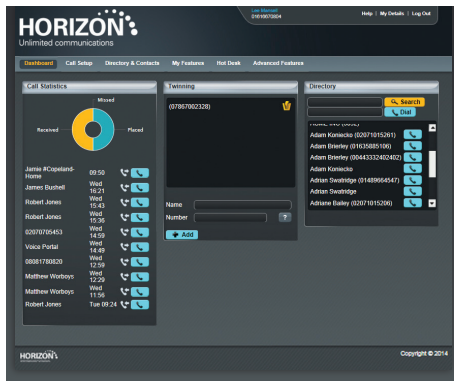 HORIZON
Unlimited communications
Lee Mansell
01616670804
Help | My Details | Log Out
Dashboard Call Setup Directory & Contacts My Features Hot Desk Advanced Features
Call Statistics
Missed
Received
Placed
Jamie #Copeland-Home 09:50
James Bushell Wed 16:21
Robert Jones Wed 15:43
Robert Jones Wed 15:36
02070705453 Wed 14:59
Voice Portal Wed 14:49
08081780820 Wed 12:59
Matthew Worboys Wed 12:29
Matthew Worboys Wed 11:56
Robert Jones Tue 09:24
Twinning
(07867002328)
Name
Number ?
Add
Directory
Search
Dial
Adam Koniecko (02071015261)
Adam Brierley (01635885106)
Adam Brierley (00443332402402)
Adam Koniecko
Adrian Swatridge (01489664547)
Adrian Swatridge
Adriane Bailey (02071015206)
HORIZON
Copyright © 2014